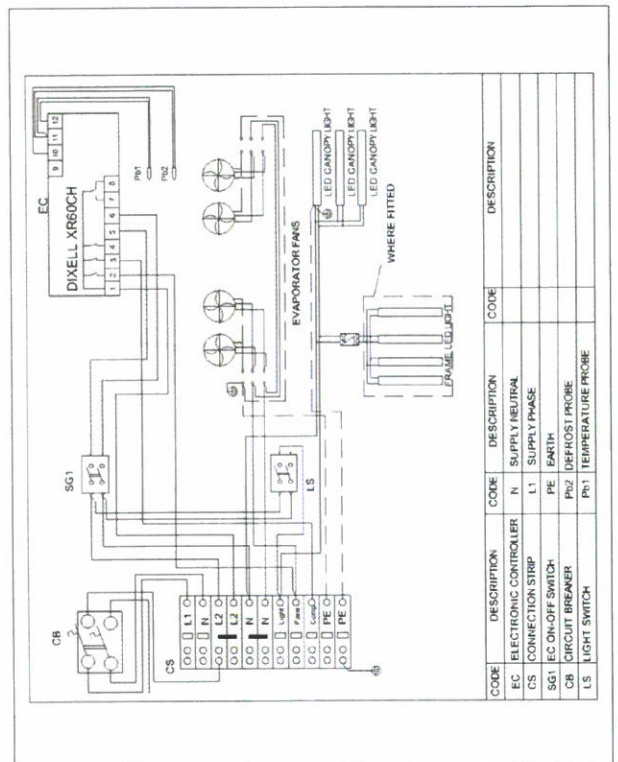 EC
DIXELL XR60CH
9 10 11 12
1 2 3 4 5 6 F 8
Pb1
Pb2
SG1
CB
CS
LS
L1
N
L2
L2
N
N
Light
Fans
Comp
PE
PE
EVAPORATOR FANS
LED CANOPY LIGHT
LED CANOPY LIGHT
LED CANOPY LIGHT
WHERE FITTED
FRAME LED LIGHT
CODE DESCRIPTION CODE DESCRIPTION CODE DESCRIPTION
EC ELECTRONIC CONTROLLER N SUPPLY NEUTRAL
CS CONNECTION STRIP L1 SUPPLY PHASE
SG1 EC ON-OFF SWITCH PE EARTH
CB CIRCUIT BREAKER Pb2 DEFROST PROBE
LS LIGHT SWITCH Pb1 TEMPERATURE PROBE